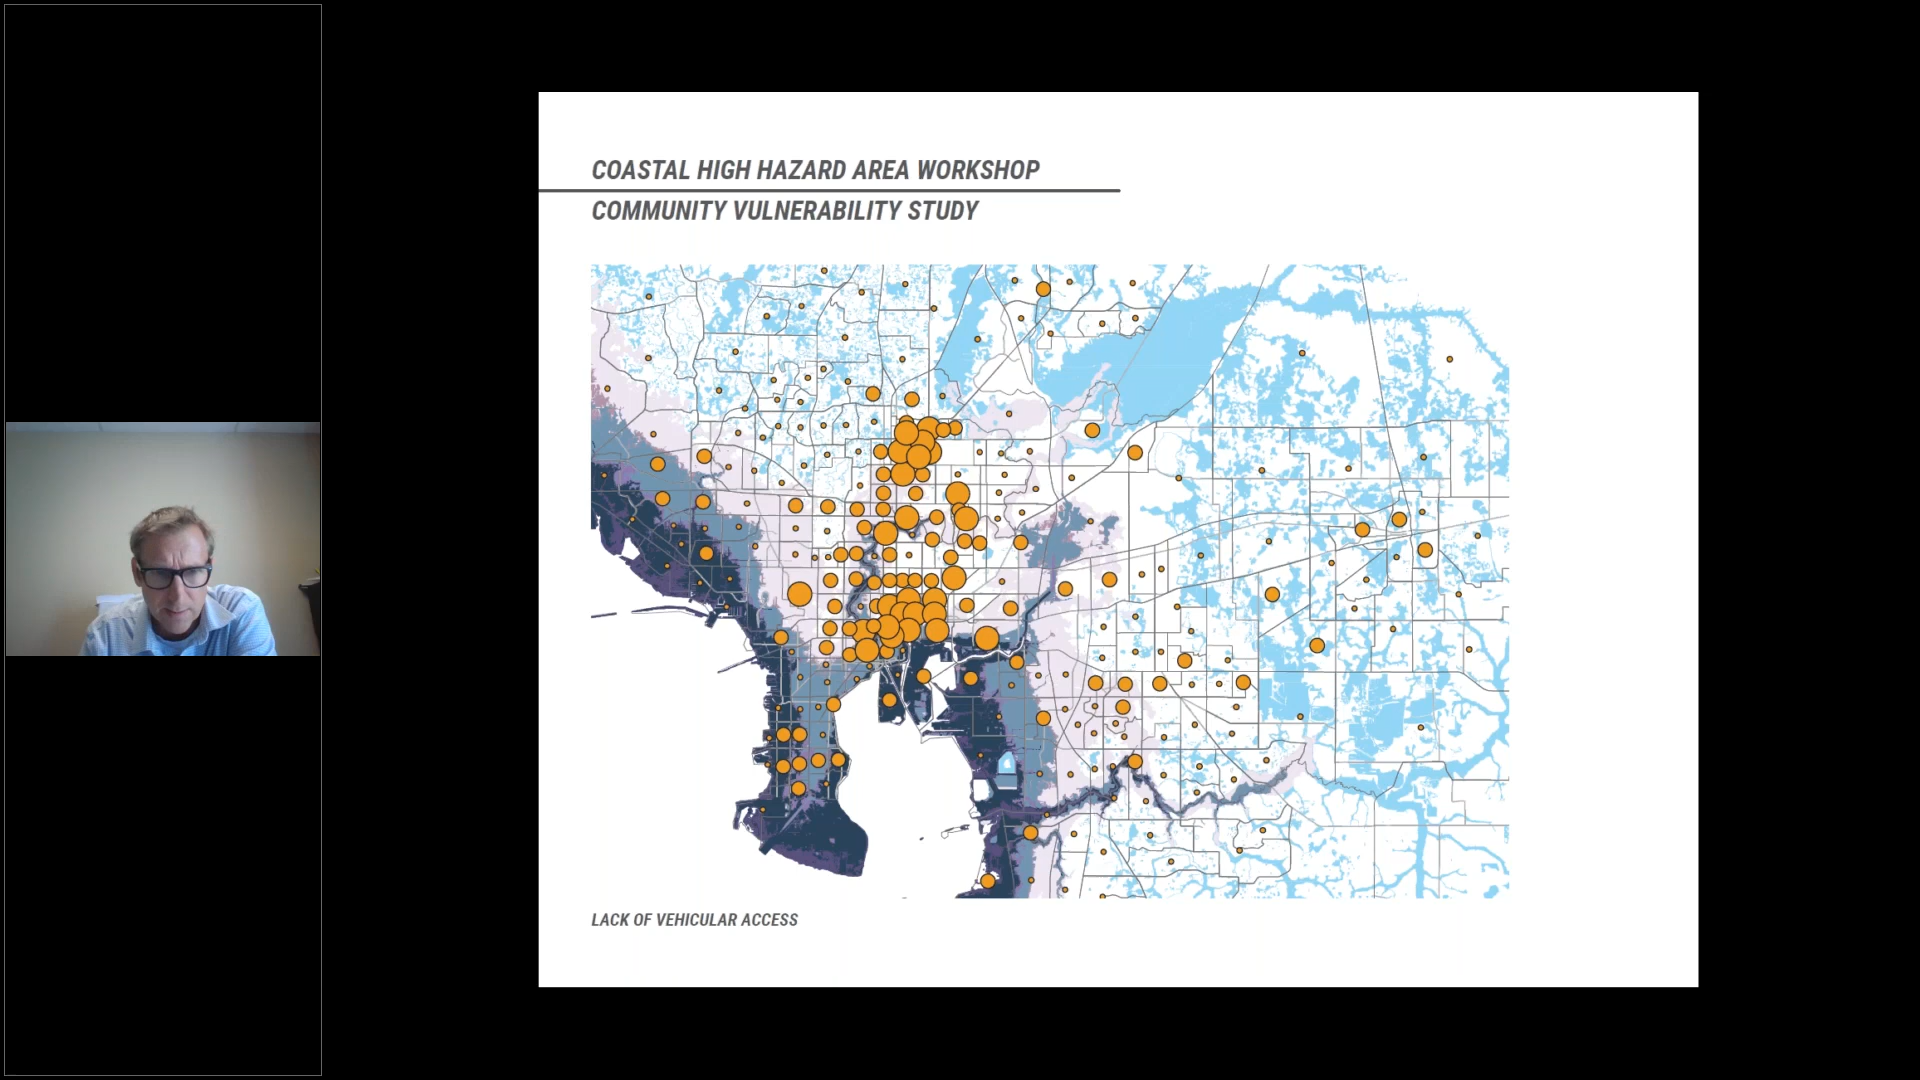 COASTAL HIGH HAZARD AREA WORKSHOP
COMMUNITY VULNERABILITY STUDY
LACK OF VEHICULAR ACCESS